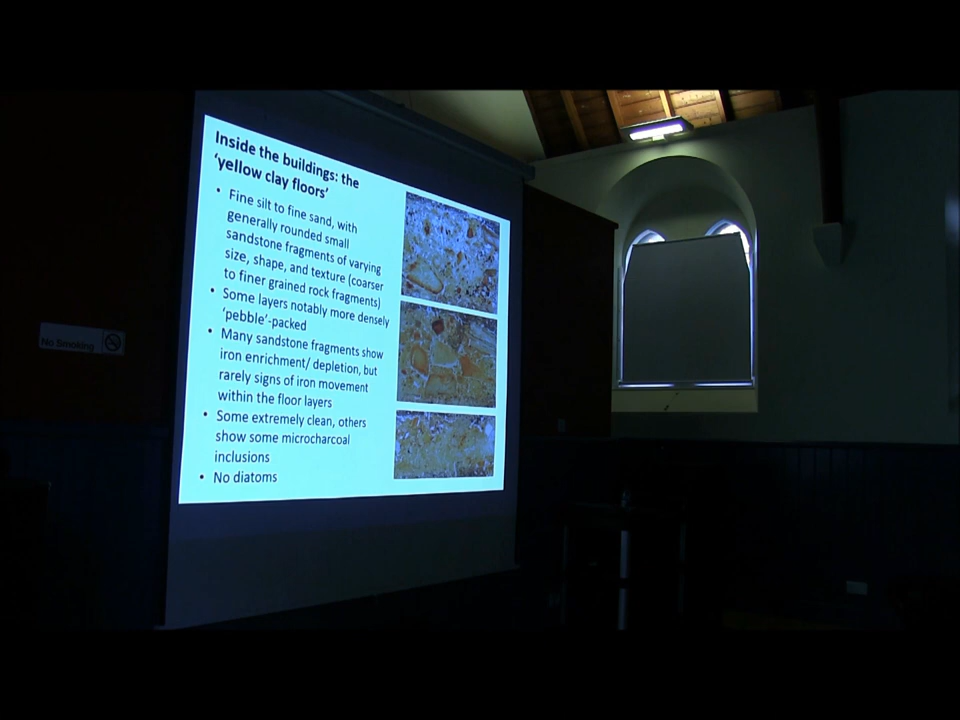 Inside the buildings: the
‘yellow clay floors’
• Fine silt to fine sand, with
generally rounded small
sandstone fragments of varying
size, shape, and texture (coarser
to finer grained rock fragments)
• Some layers notably more densely
‘pebble’-packed
• Many sandstone fragments show
iron enrichment/ depletion, but
rarely signs of iron movement
within the floor layers
• Some extremely clean, others
show some microcharcoal
inclusions
• No diatoms
No Smoking